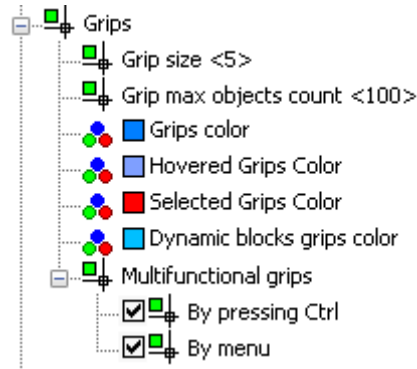 Grips
Grip size <5>
Grip max objects count <100>
Grips color
Hovered Grips Color
Selected Grips Color
Dynamic blocks grips color
Multifunctional grips
By pressing Ctrl
By menu